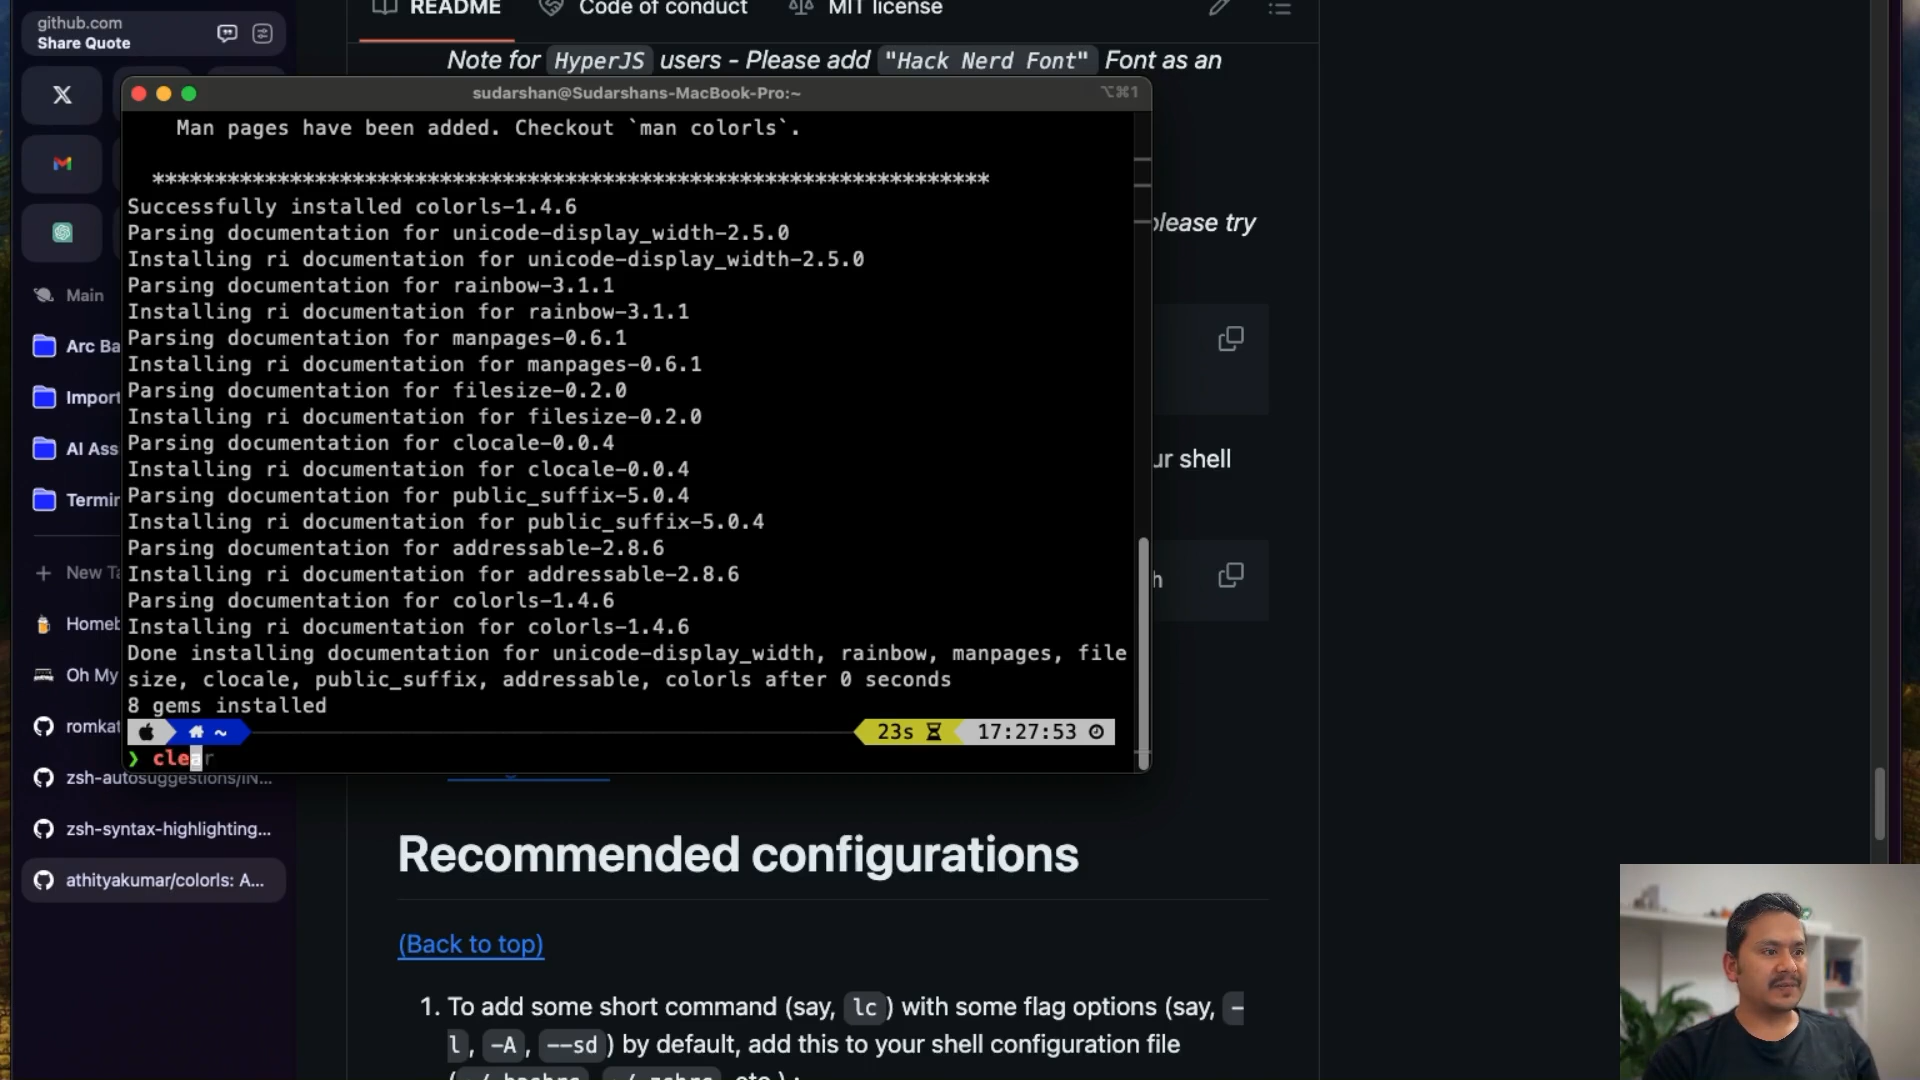 github.com
Share Quote
Main
Arc Ba
Import
AI Ass
Termin
New Ta
Homeb
Oh My
romkat
zsh-autosuggestions/IN...
zsh-syntax-highlighting...
athityakumar/colorls: A...
README
Code of conduct
MIT license
Note for HyperJS users - Please add "Hack Nerd Font" Font as an
please try
ur shell
h
sudarshan@Sudarshans-MacBook-Pro:~
⌥⌘1
Man pages have been added. Checkout `man colorls`.
*******************************************************************
Successfully installed colorls-1.4.6
Parsing documentation for unicode-display_width-2.5.0
Installing ri documentation for unicode-display_width-2.5.0
Parsing documentation for rainbow-3.1.1
Installing ri documentation for rainbow-3.1.1
Parsing documentation for manpages-0.6.1
Installing ri documentation for manpages-0.6.1
Parsing documentation for filesize-0.2.0
Installing ri documentation for filesize-0.2.0
Parsing documentation for clocale-0.0.4
Installing ri documentation for clocale-0.0.4
Parsing documentation for public_suffix-5.0.4
Installing ri documentation for public_suffix-5.0.4
Parsing documentation for addressable-2.8.6
Installing ri documentation for addressable-2.8.6
Parsing documentation for colorls-1.4.6
Installing ri documentation for colorls-1.4.6
Done installing documentation for unicode-display_width, rainbow, manpages, file
size, clocale, public_suffix, addressable, colorls after 0 seconds
8 gems installed
~ 23s 17:27:53
❯ clear
Recommended configurations
(Back to top)
1. To add some short command (say, lc ) with some flag options (say, -
l , -A , --sd ) by default, add this to your shell configuration file